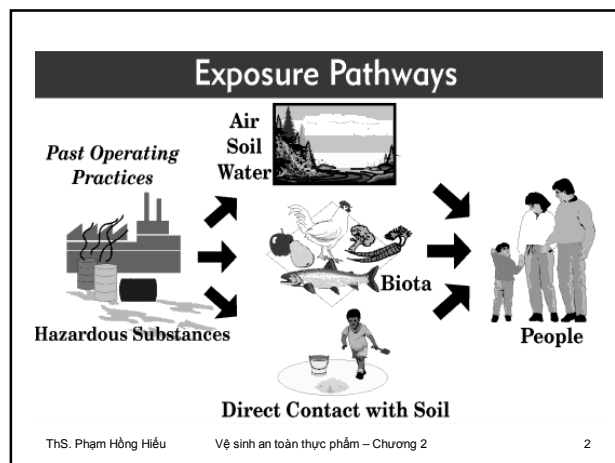 Exposure Pathways
Air
Soil
Water
Past Operating
Practices
Hazardous Substances
Biota
People
Direct Contact with Soil
ThS. Phạm Hồng Hiếu Vệ sinh an toàn thực phẩm – Chương 2 2